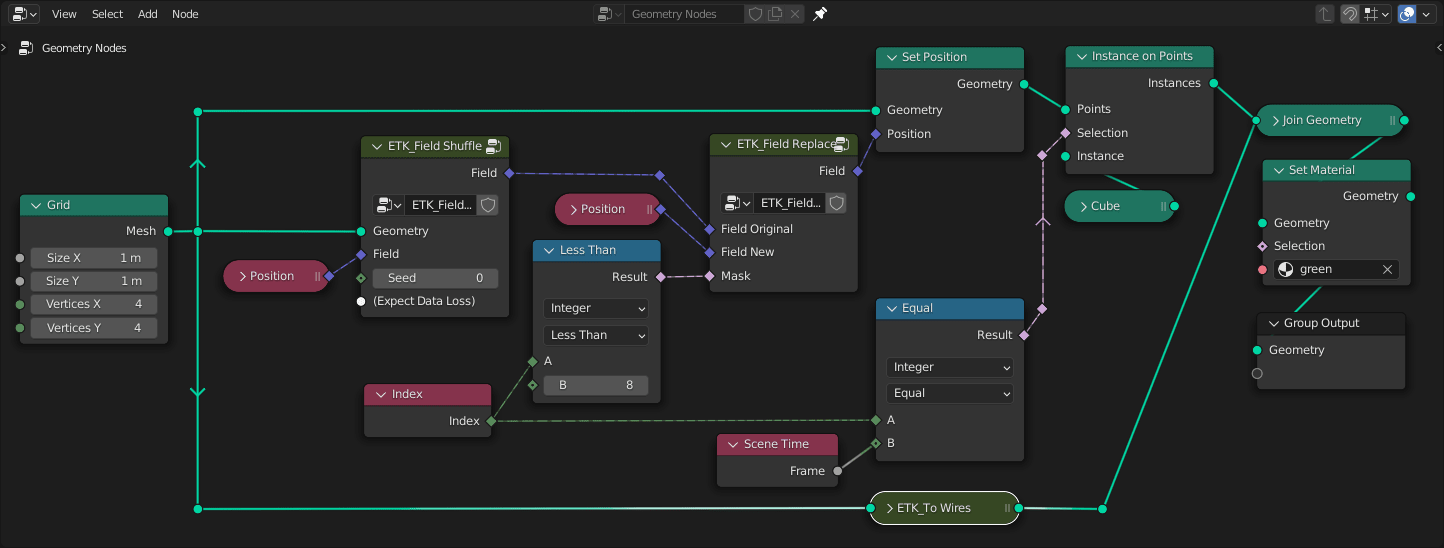 View Select Add Node
Geometry Nodes
Geometry Nodes
Grid
Mesh
Size X 1 m
Size Y 1 m
Vertices X 4
Vertices Y 4
Position
ETK_Field Shuffle
Field
ETK_Field...
Geometry
Field
Seed 0
(Expect Data Loss)
Index
Index
Position
Less Than
Result
Integer
Less Than
A
B 8
ETK_Field Replace
Field
ETK_Field...
Field Original
Field New
Mask
Scene Time
Frame
Set Position
Geometry
Geometry
Position
Equal
Result
Integer
Equal
A
B
ETK_To Wires
Instance on Points
Instances
Points
Selection
Instance
Cube
Join Geometry
Set Material
Geometry
Geometry
Selection
green
Group Output
Geometry